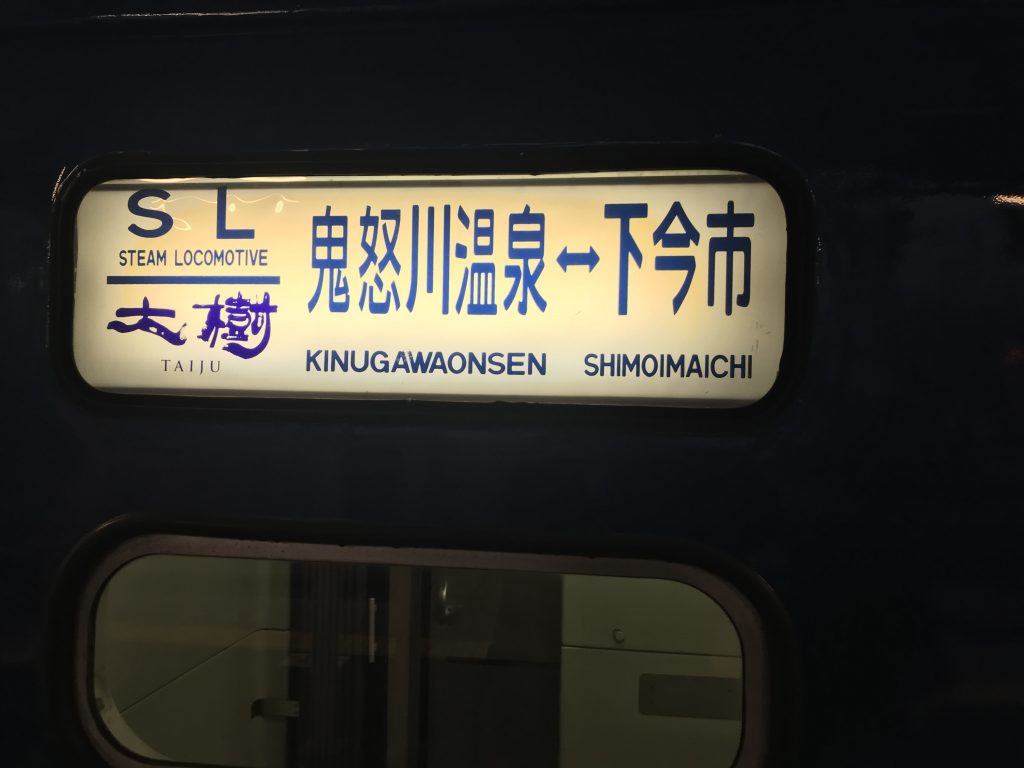 SL
STEAM LOCOMOTIVE
大樹
TAIJU
鬼怒川温泉↔下今市
KINUGAWAONSEN SHIMOIMAICHI